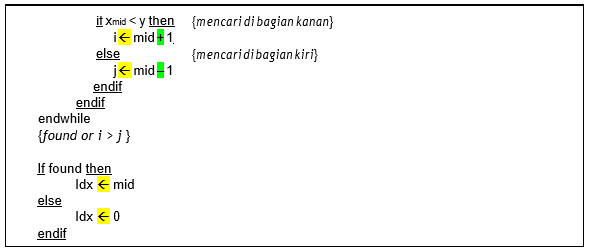 if xmid < y then {mencari di bagian kanan}
i ← mid + 1
else {mencari di bagian kiri}
j ← mid – 1
endif
endif
endwhile
{found or i > j }
If found then
Idx ← mid
else
Idx ← 0
endif